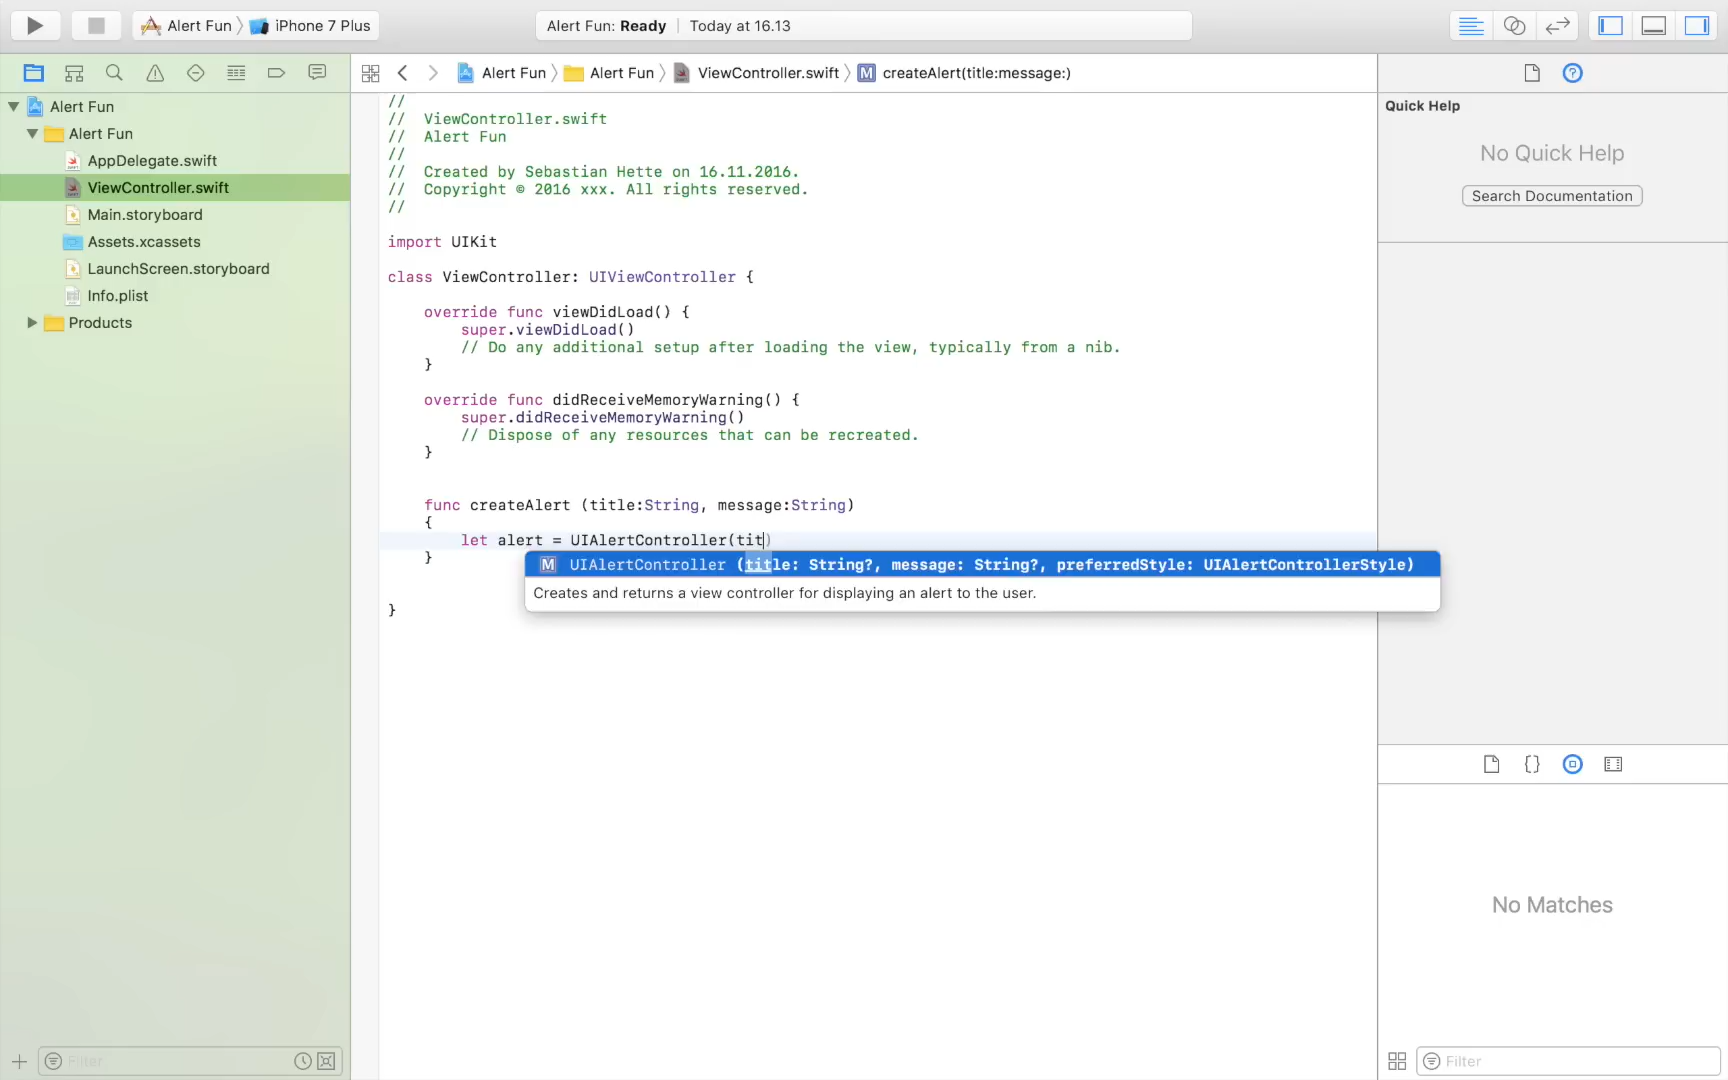 Alert Fun iPhone 7 Plus
Alert Fun: Ready Today at 16.13
Alert Fun Alert Fun ViewController.swift M createAlert(title:message:)
Alert Fun
Alert Fun
AppDelegate.swift
ViewController.swift
Main.storyboard
Assets.xcassets
LaunchScreen.storyboard
Info.plist
Products
//
// ViewController.swift
// Alert Fun
//
// Created by Sebastian Hette on 16.11.2016.
// Copyright © 2016 xxx. All rights reserved.
//
import UIKit
class ViewController: UIViewController {
override func viewDidLoad() {
super.viewDidLoad()
// Do any additional setup after loading the view, typically from a nib.
}
override func didReceiveMemoryWarning() {
super.didReceiveMemoryWarning()
// Dispose of any resources that can be recreated.
}
func createAlert (title:String, message:String)
{
let alert = UIAlertController(tit)
}
M UIAlertController (title: String?, message: String?, preferredStyle: UIAlertControllerStyle)
Creates and returns a view controller for displaying an alert to the user.
}
Quick Help
No Quick Help
Search Documentation
{}
No Matches
Filter
Filter